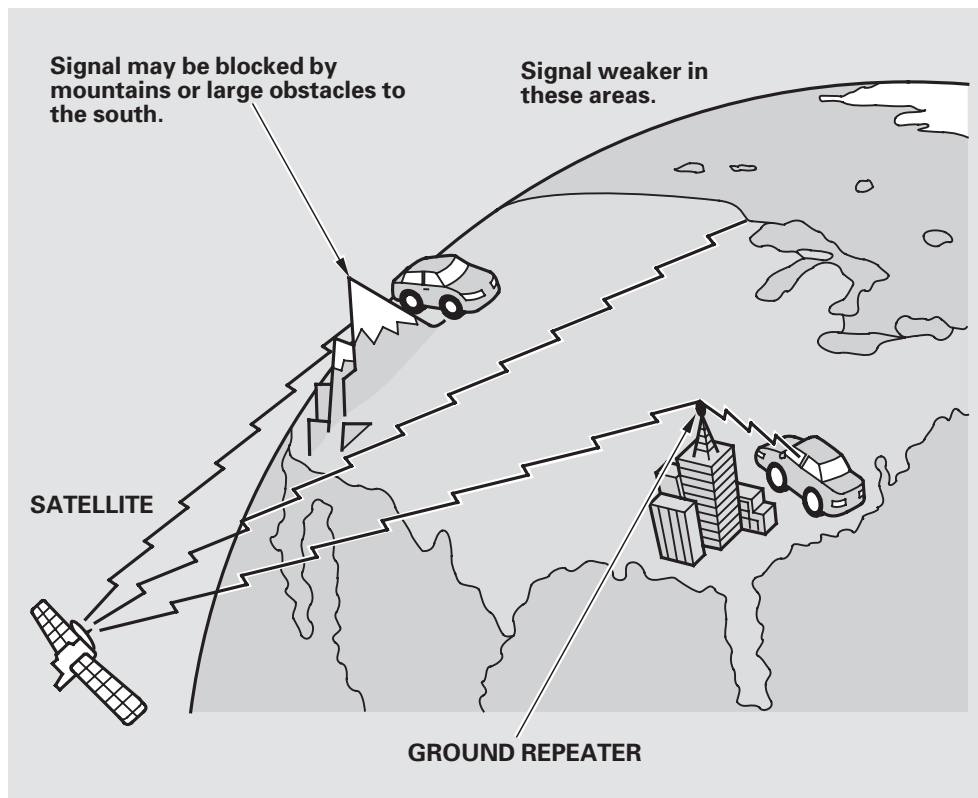 Signal may be blocked by
mountains or large obstacles to
the south.
Signal weaker in
these areas.
SATELLITE
GROUND REPEATER